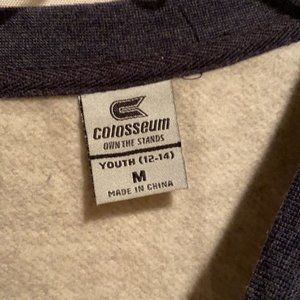 COLOSSEUM
OWN THE STANDS
YOUTH (12-14)
M
MADE IN CHINA